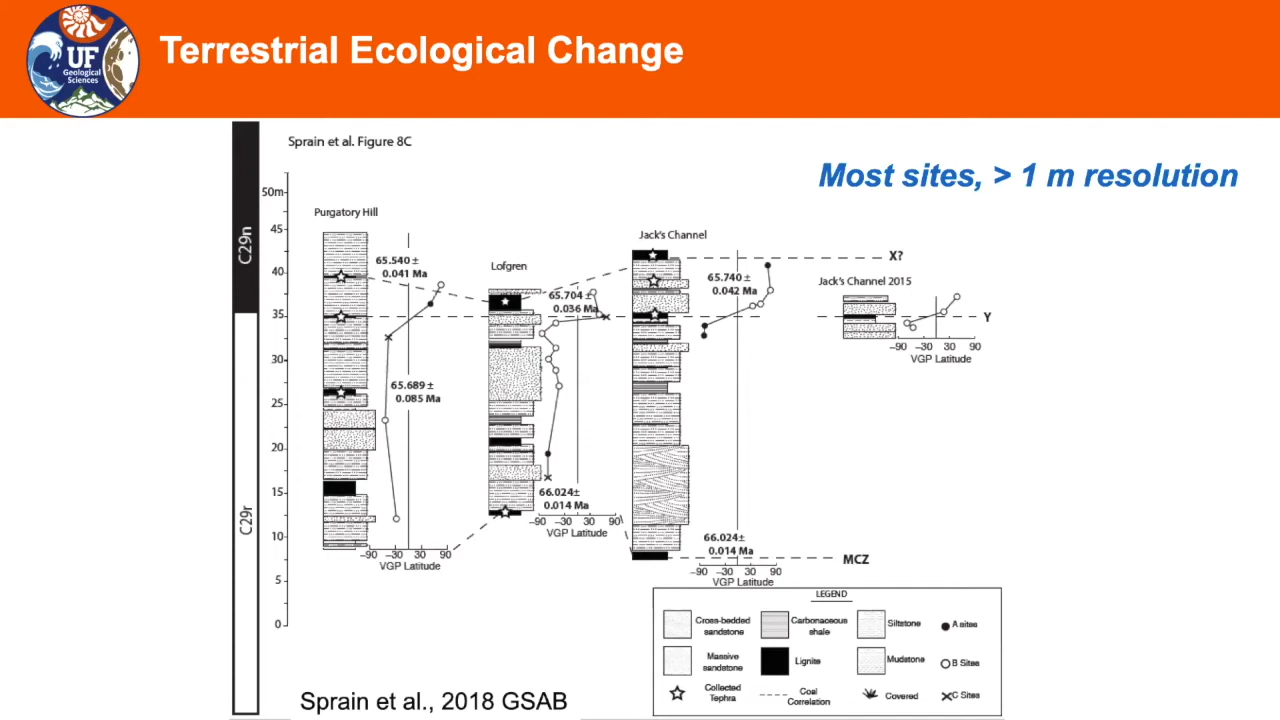 UF
Geological
Sciences
Terrestrial Ecological Change
Sprain et al. Figure 8C
Most sites, > 1 m resolution
C29n
C29r
50m
45
40
35
30
25
20
15
10
5
0
Purgatory Hill
65.540 ±
0.041 Ma
65.689 ±
0.085 Ma
-90 -30 30 90
VGP Latitude
Lofgren
65.704 ±
0.036 Ma
66.024±
0.014 Ma
-90 -30 30 90
VGP Latitude
Jack's Channel
65.740 ±
0.042 Ma
66.024±
0.014 Ma
-90 -30 30 90
VGP Latitude
X?
Jack's Channel 2015
Y
-90 -30 30 90
VGP Latitude
MCZ
LEGEND
Cross-bedded
sandstone
Carbonaceous
shale
Siltstone
A sites
Massive
sandstone
Lignite
Mudstone
B Sites
Collected
Tephra
Coal
Correlation
Covered
C Sites
Sprain et al., 2018 GSAB